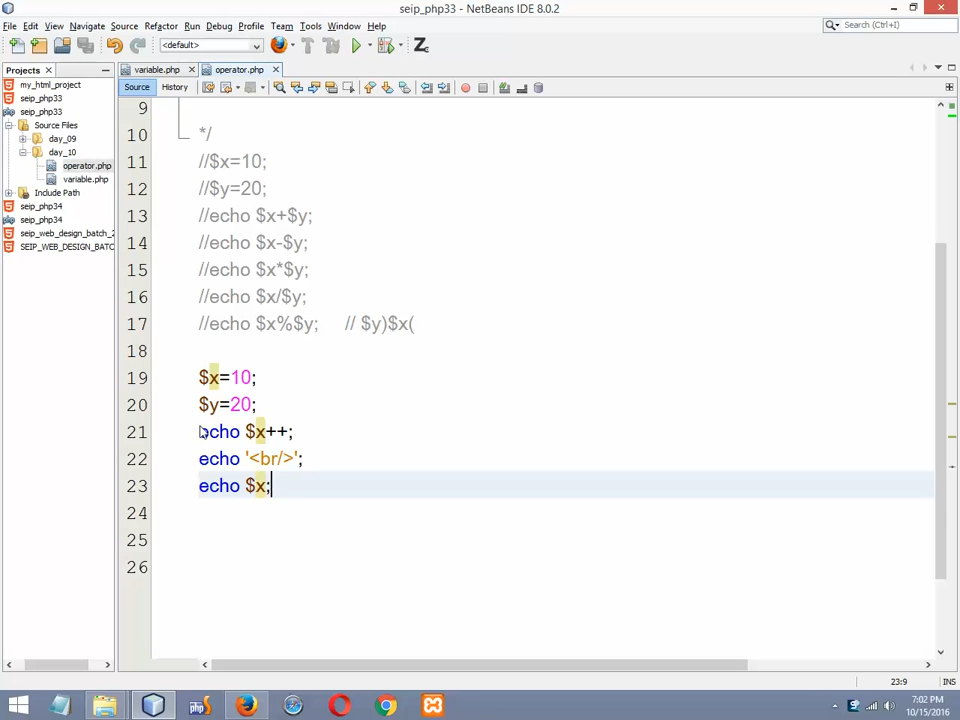 seip_php33 - NetBeans IDE 8.0.2
File Edit View Navigate Source Refactor Run Debug Profile Team Tools Window Help
Search (Ctrl+I)
<default>
Projects
variable.php
operator.php
Source History
my_html_project
seip_php33
seip_php33
Source Files
day_09
day_10
operator.php
variable.php
Include Path
seip_php34
seip_php34
seip_web_design_batch_2
SEIP_WEB_DESIGN_BATC
9
10 */
11 //$x=10;
12 //$y=20;
13 //echo $x+$y;
14 //echo $x-$y;
15 //echo $x*$y;
16 //echo $x/$y;
17 //echo $x%$y; // $y)$x(
18
19 $x=10;
20 $y=20;
21 echo $x++;
22 echo '<br/>';
23 echo $x;
24
25
26
23:9 INS
php
7:02 PM
10/15/2016